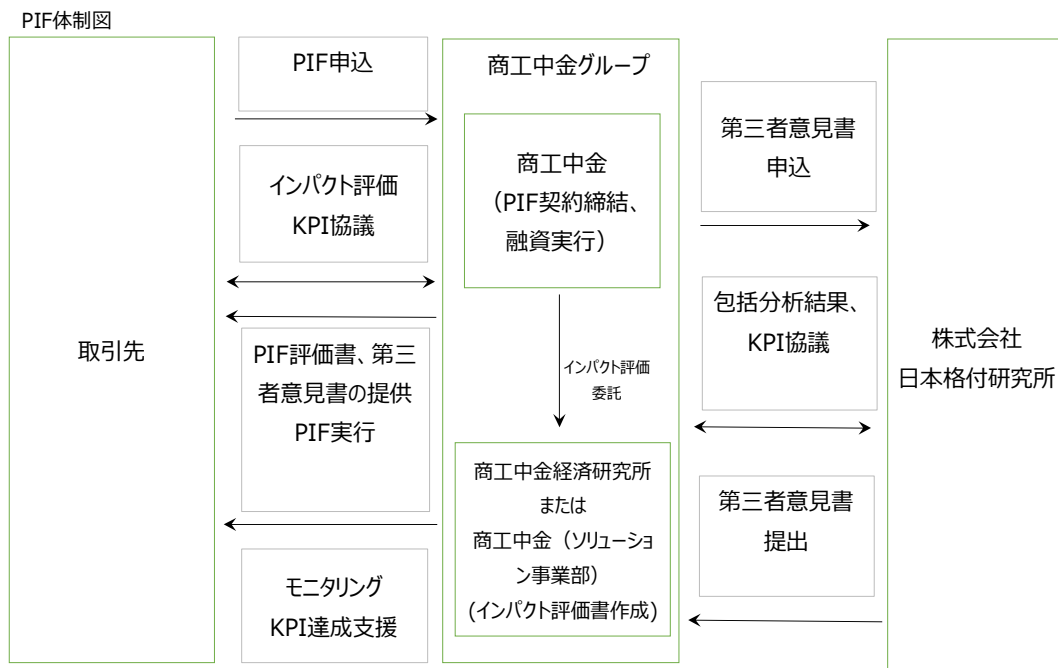 PIF体制図
取引先
PIF申込
インパクト評価
KPI協議
PIF評価書、第三
者意見書の提供
PIF実行
モニタリング
KPI達成支援
商工中金グループ
商工中金
（PIF契約締結、
融資実行）
インパクト評価
委託
商工中金経済研究所
または
商工中金（ソリューショ
ン事業部）
(インパクト評価書作成)
第三者意見書
申込
包括分析結果、
KPI協議
第三者意見書
提出
株式会社
日本格付研究所